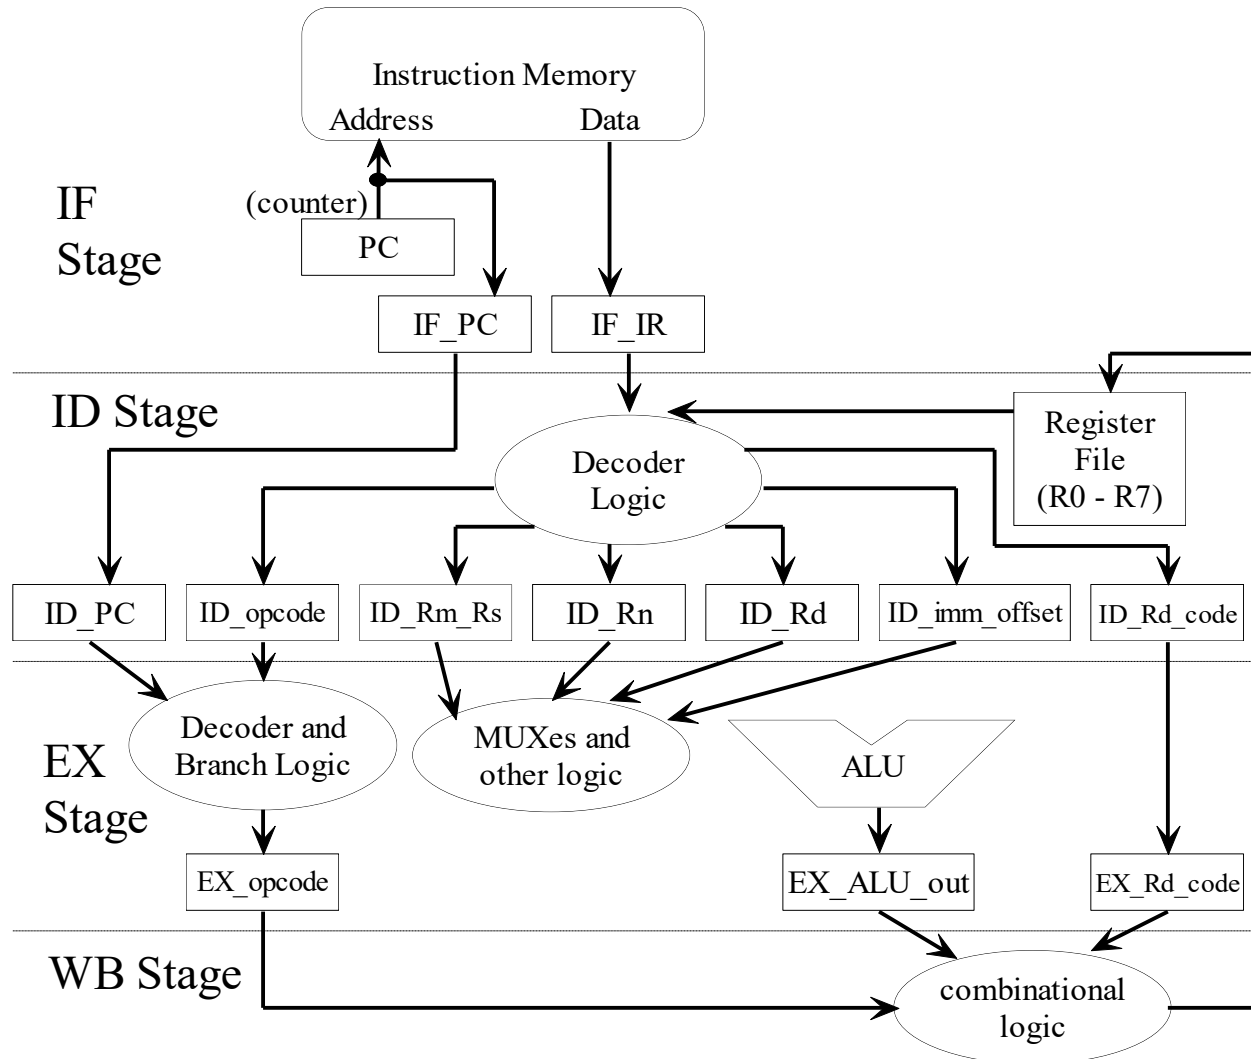 Instruction Memory
Address
Data
IF
Stage
(counter)
PC
IF_PC
IF_IR
ID Stage
Register
File
(R0 - R7)
Decoder
Logic
ID_PC
ID_opcode
ID_Rm_Rs
ID_Rn
ID_Rd
ID_imm_offset
ID_Rd_code
EX
Stage
Decoder and
Branch Logic
MUXes and
other logic
ALU
EX_opcode
EX_ALU_out
EX_Rd_code
WB Stage
combinational
logic